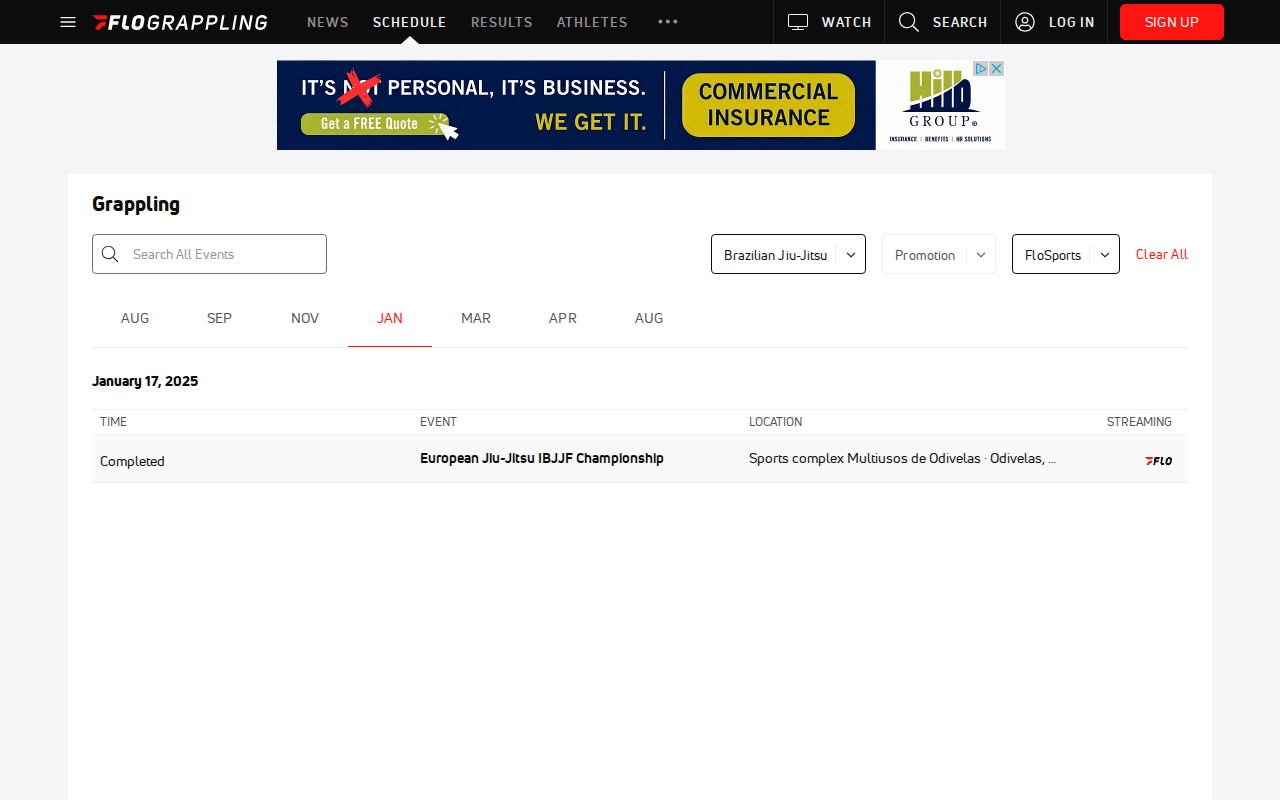 FLOGRAPPLING NEWS SCHEDULE RESULTS ATHLETES ••• WATCH SEARCH LOG IN SIGN UP
IT'S NOT PERSONAL, IT'S BUSINESS.
Get a FREE Quote WE GET IT.
COMMERCIAL
INSURANCE
Hill
GROUP
INSURANCE | BENEFITS | HR SOLUTIONS
Grappling
Search All Events Brazilian Jiu-Jitsu Promotion FloSports Clear All
AUG SEP NOV JAN MAR APR AUG
January 17, 2025
TIME EVENT LOCATION STREAMING
Completed European Jiu-Jitsu IBJJF Championship Sports complex Multiusos de Odivelas · Odivelas, ... FLO